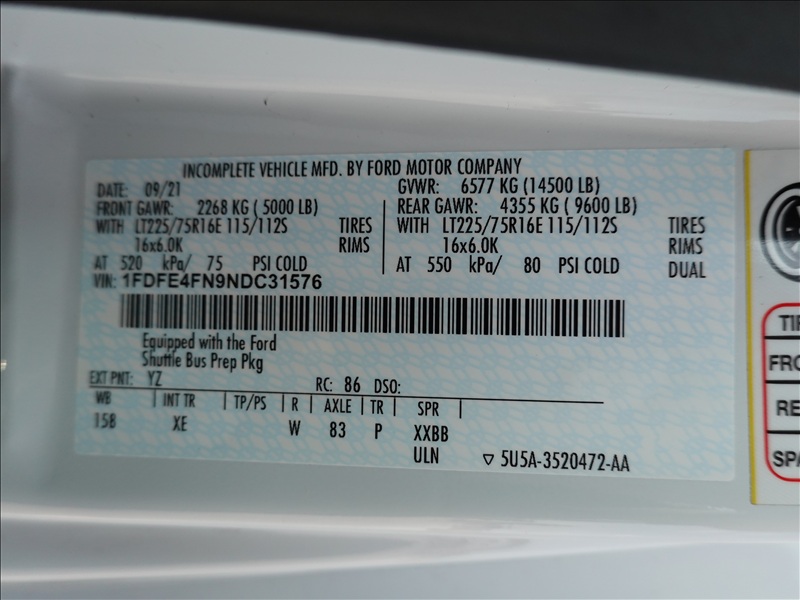 INCOMPLETE VEHICLE MFD. BY FORD MOTOR COMPANY
DATE: 09/21 GVWR: 6577 KG (14500 LB)
FRONT GAWR: 2268 KG ( 5000 LB) REAR GAWR: 4355 KG ( 9600 LB)
WITH LT225/75R16E 115/112S TIRES WITH LT225/75R16E 115/112S TIRES
16x6.0K RIMS 16x6.0K RIMS
AT 520 kPa/ 75 PSI COLD AT 550 kPa/ 80 PSI COLD DUAL
VIN: 1FDFE4FN9NDC31576
Equipped with the Ford
Shuttle Bus Prep Pkg
EXT PNT: YZ RC: 86 DSO:
WB | INT TR | TP/PS | R | AXLE | TR | SPR |
158 XE W 83 P XXBB
ULN ▽ 5U5A-3520472-AA
TI
FRO
RE
SPA